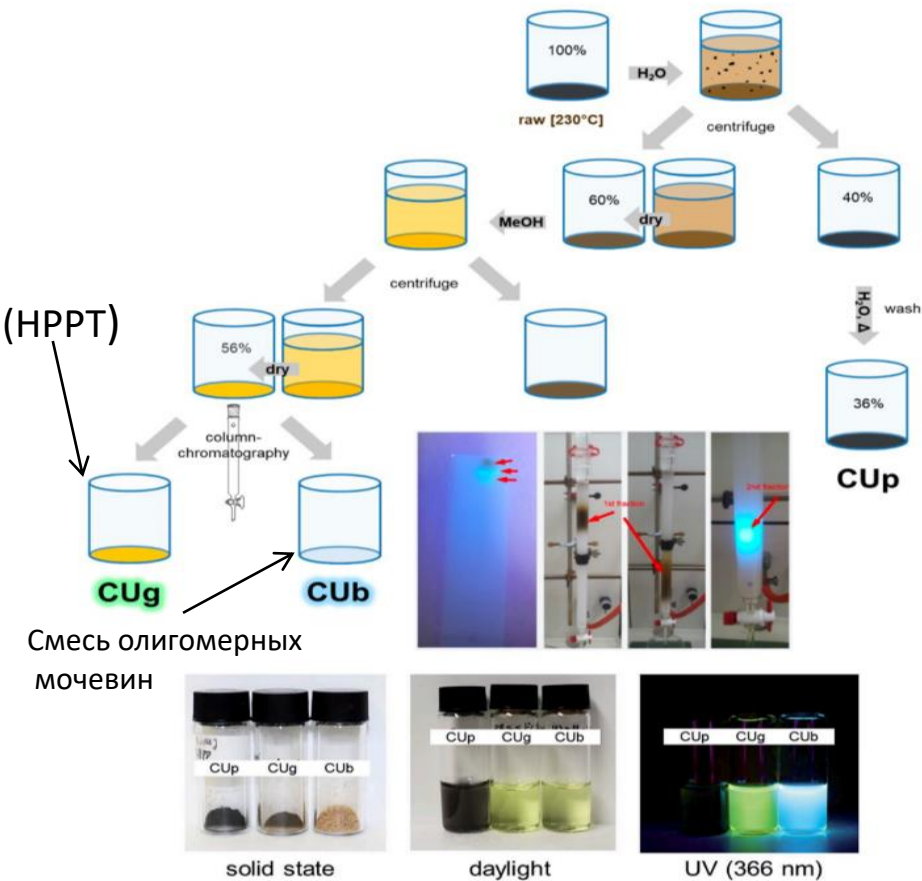 100%
H₂O
raw [230°C]
centrifuge
60%
dry
MeOH
40%
centrifuge
H₂O, Δ
wash
(HPPT)
56%
dry
36%
CUp
column-
chromatography
CUg
CUb
1st fraction
2nd fraction
Смесь олигомерных
мочевин
CUp
CUg
CUb
CUp
CUg
CUb
CUp
CUg
CUb
solid state
daylight
UV (366 nm)